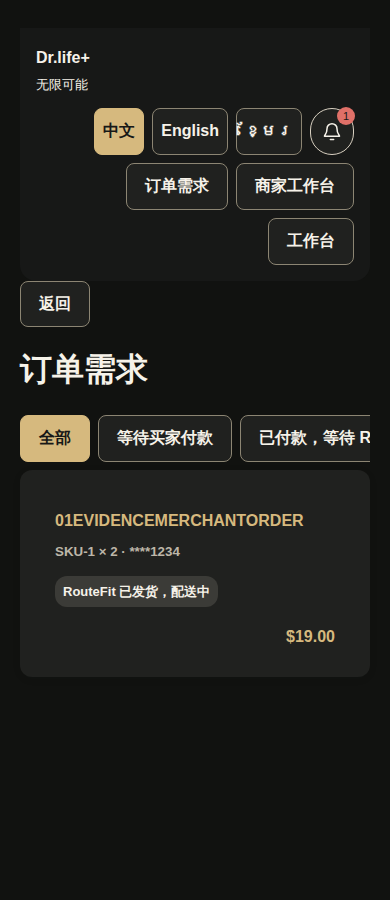 Dr.life+
无限可能
中文 English ខ្មែរ 1
订单需求 商家工作台
工作台
返回
订单需求
全部 等待买家付款 已付款，等待 R
01EVIDENCEMERCHANTORDER
SKU-1 × 2 · ****1234
RouteFit 已发货，配送中
$19.00